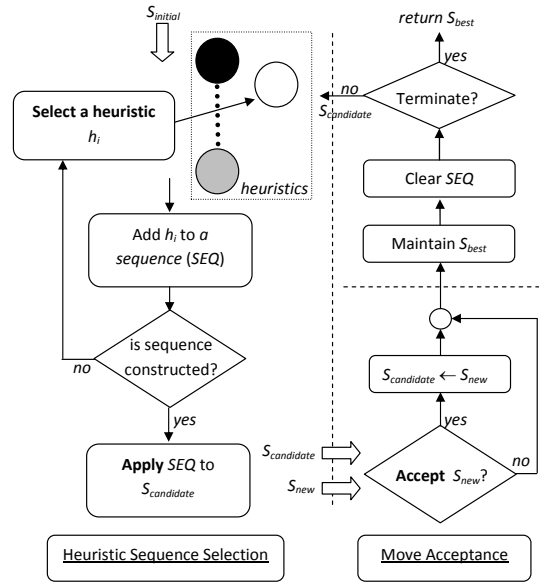 S_initial
Select a heuristic
h_i
heuristics
Add h_i to a
sequence (SEQ)
is sequence
constructed?
no
yes
Apply SEQ to
S_candidate
Heuristic Sequence Selection
return S_best
yes
no
S_candidate
Terminate?
Clear SEQ
Maintain S_best
S_candidate ← S_new
yes
S_candidate
S_new
Accept S_new?
no
Move Acceptance